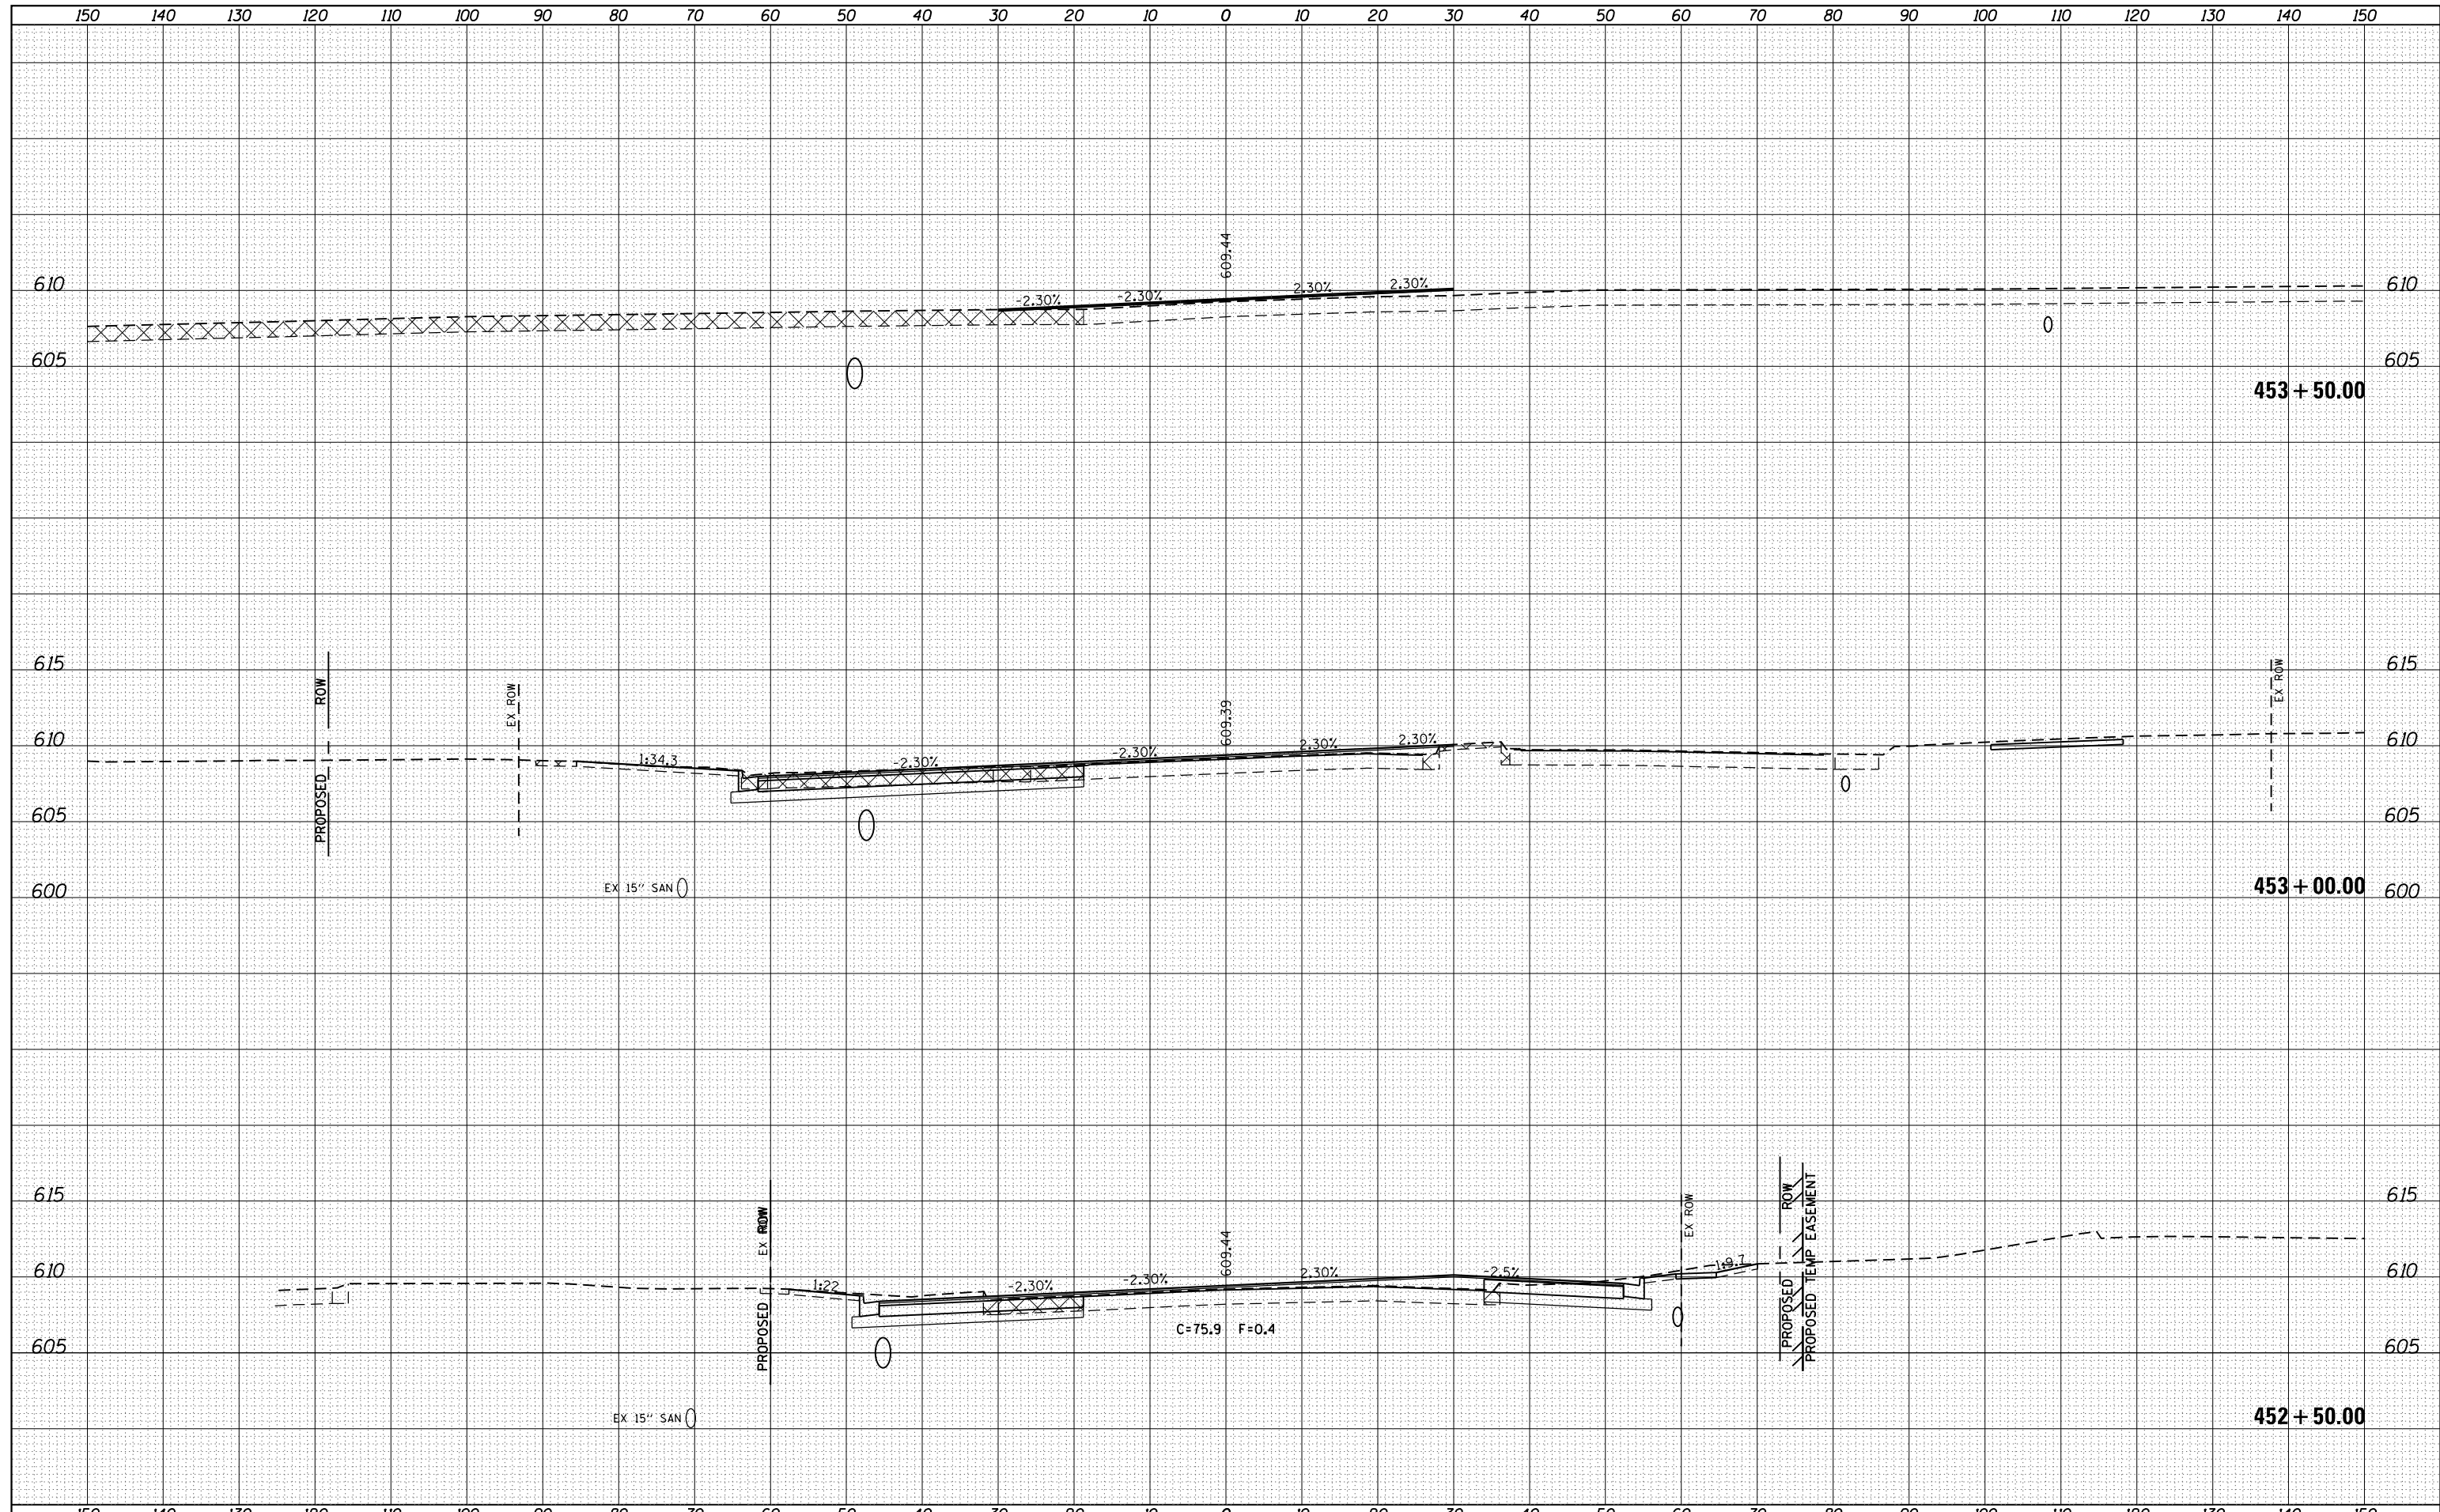 150 140 130 120 110 100 90 80 70 60 50 40 30 20 10 0 10 20 30 40 50 60 70 80 90 100 110 120 130 140 150
609.44
610 -2.30% -2.30% 2.30% 2.30% 610
605 605
453+50.00
615 615
PROPOSED ROW
EX ROW
609.39
EX ROW
610 1:34.3 -2.30% -2.30% 2.30% 2.30% 610
605 605
600 EX 15'' SAN 453+00.00 600
615 615
PROPOSED ROW
EX ROW
609.44
EX ROW
PROPOSED ROW
PROPOSED TEMP EASEMENT
610 1:22 -2.30% -2.30% 2.30% -2.5% 1:9.7 610
C=75.9 F=0.4
605 605
EX 15'' SAN 452+50.00
150 140 130 120 110 100 90 80 70 60 50 40 30 20 10 0 10 20 30 40 50 60 70 80 90 100 110 120 130 140 150